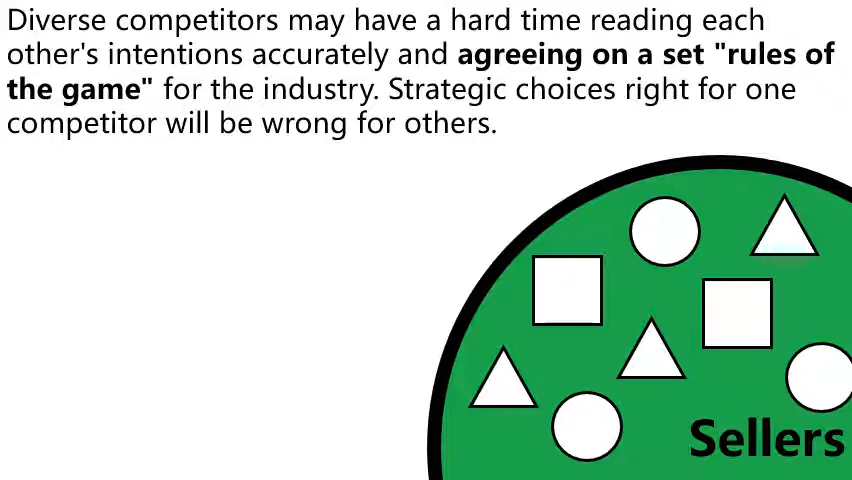 Diverse competitors may have a hard time reading each
other's intentions accurately and agreeing on a set "rules of
the game" for the industry. Strategic choices right for one
competitor will be wrong for others.
Sellers